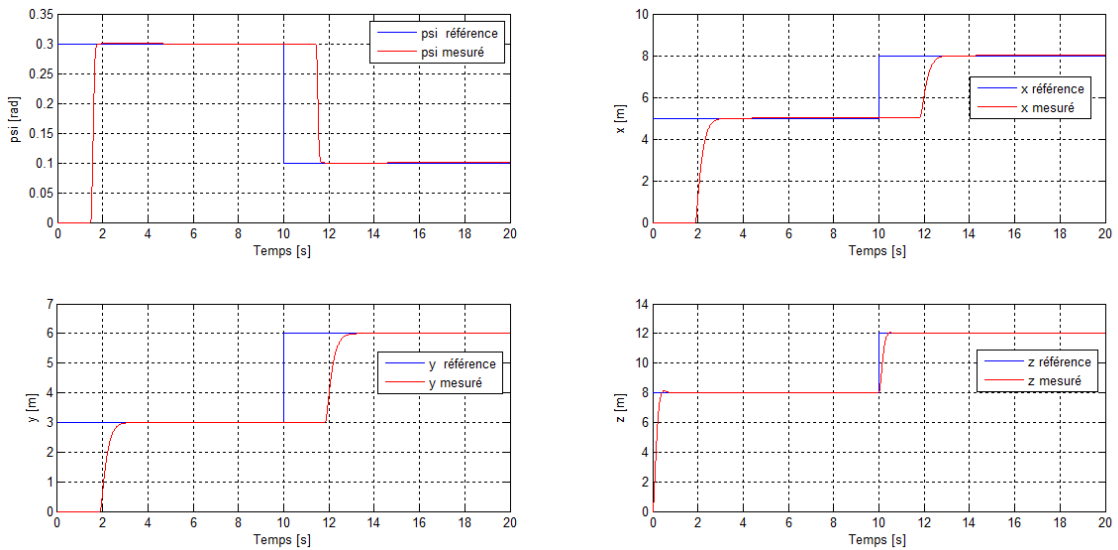 0.35
0.3
0.25
0.2
0.15
0.1
0.05
0
psi [rad]
psi référence
psi mesuré
0 2 4 6 8 10 12 14 16 18 20
Temps [s]
10
8
6
4
2
0
x [m]
x référence
x mesuré
0 2 4 6 8 10 12 14 16 18 20
Temps [s]
7
6
5
4
3
2
1
0
y [m]
y référence
y mesuré
0 2 4 6 8 10 12 14 16 18 20
Temps [s]
14
12
10
8
6
4
2
0
z [m]
z référence
z mesuré
0 2 4 6 8 10 12 14 16 18 20
Temps [s]